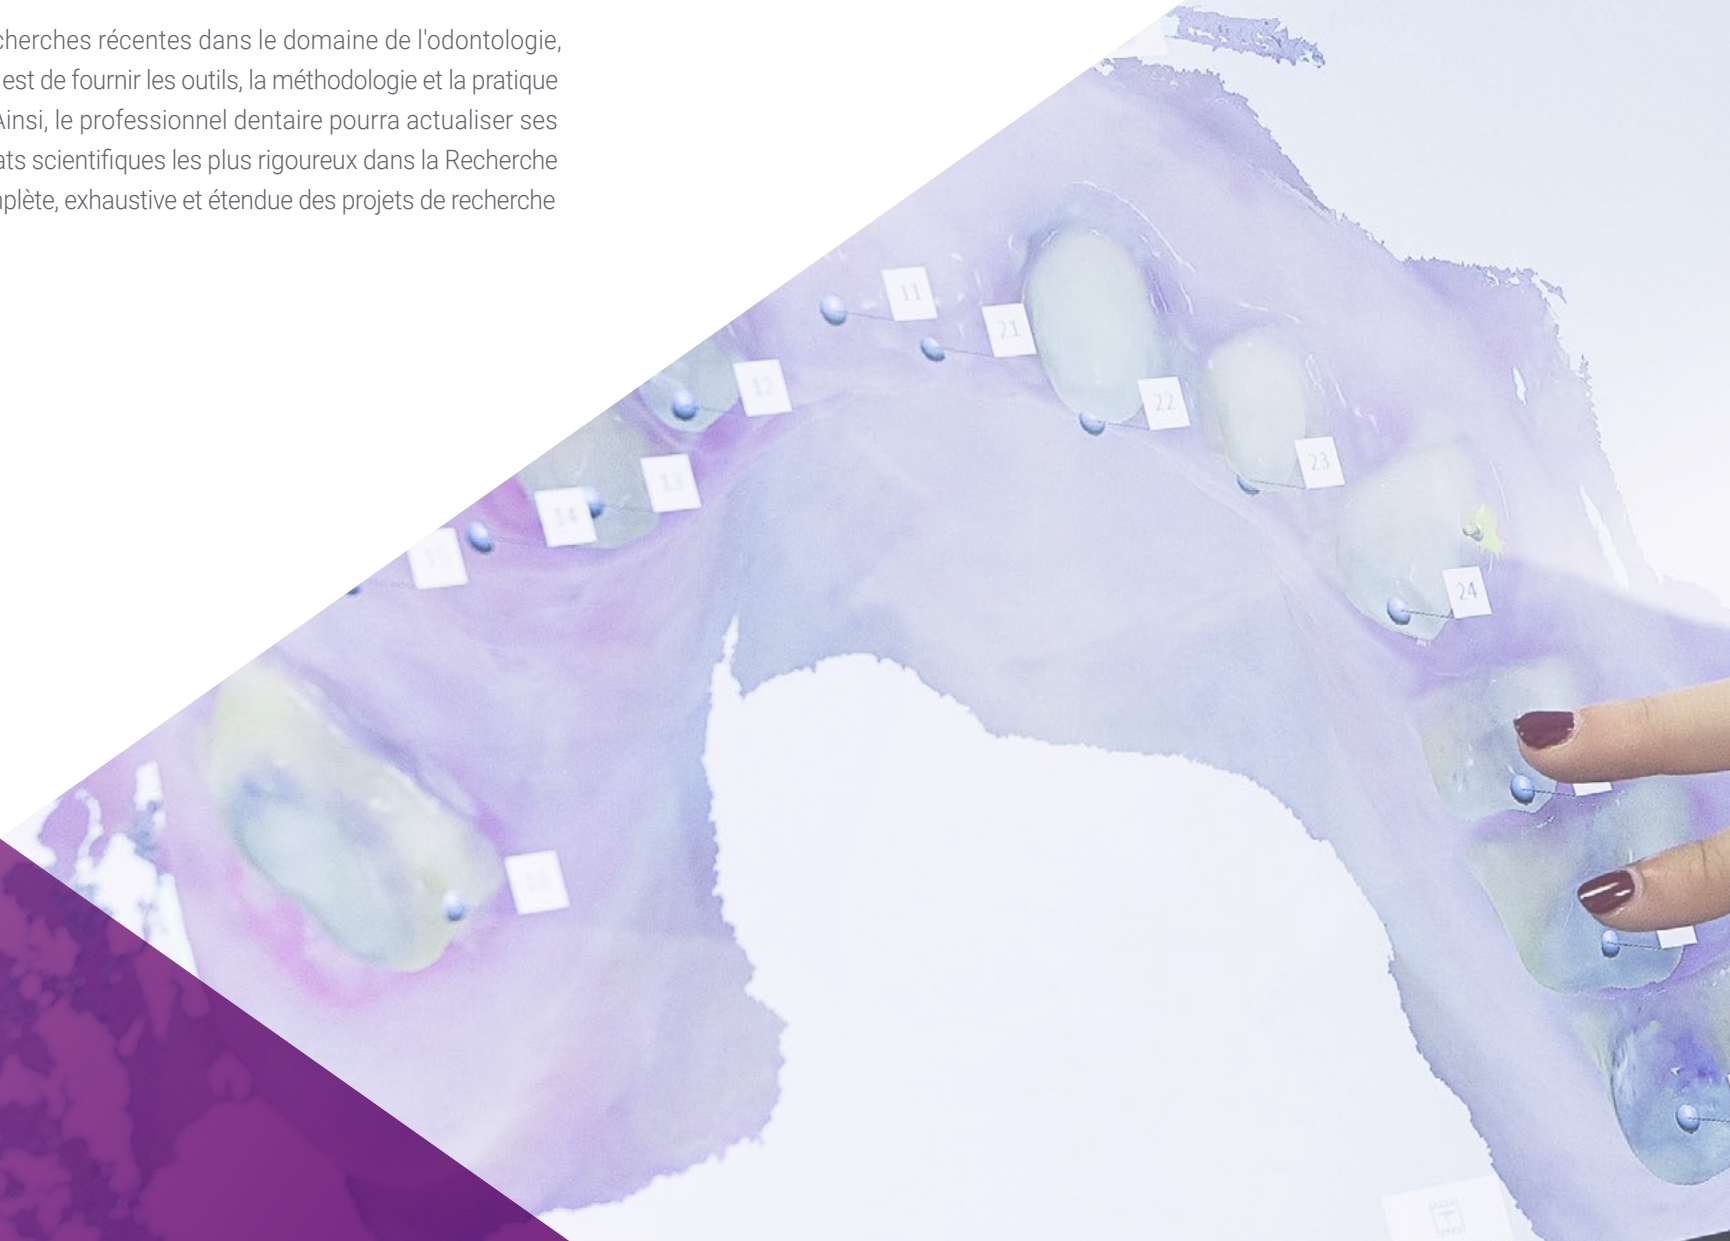 cherches récentes dans le domaine de l'odontologie,
est de fournir les outils, la méthodologie et la pratique
Ainsi, le professionnel dentaire pourra actualiser ses
ats scientifiques les plus rigoureux dans la Recherche
plète, exhaustive et étendue des projets de recherche
11
21
12
22
13
23
14
24